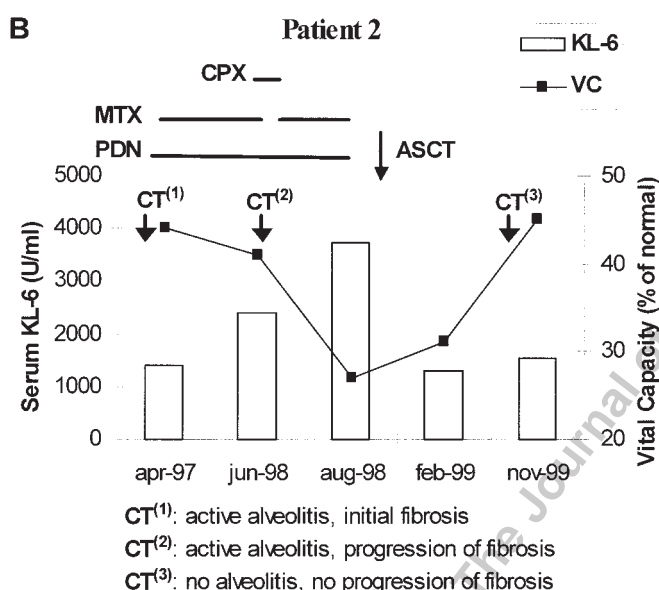 B
Patient 2
KL-6
VC
CPX
MTX
PDN
ASCT
5000
4000
3000
2000
1000
0
Serum KL-6 (U/ml)
CT(1)
CT(2)
CT(3)
50
40
30
20
Vital Capacity (% of normal)
apr-97 jun-98 aug-98 feb-99 nov-99
CT(1): active alveolitis, initial fibrosis
CT(2): active alveolitis, progression of fibrosis
CT(3): no alveolitis, no progression of fibrosis
The Journal